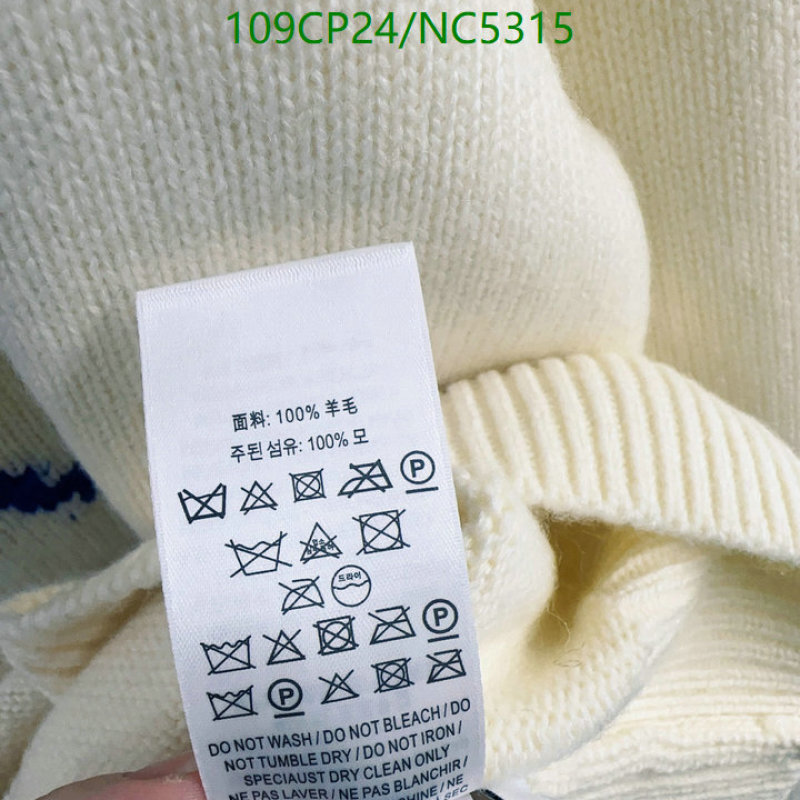 109CP24/NC5315
面料: 100% 羊毛
주된 섬유: 100% 모
P
드라이
P
P
DO NOT WASH / DO NOT BLEACH / DO
NOT TUMBLE DRY / DO NOT IRON /
SPECIAUST DRY CLEAN ONLY
NE PAS LAVER / NE PAS BLANCHIR /